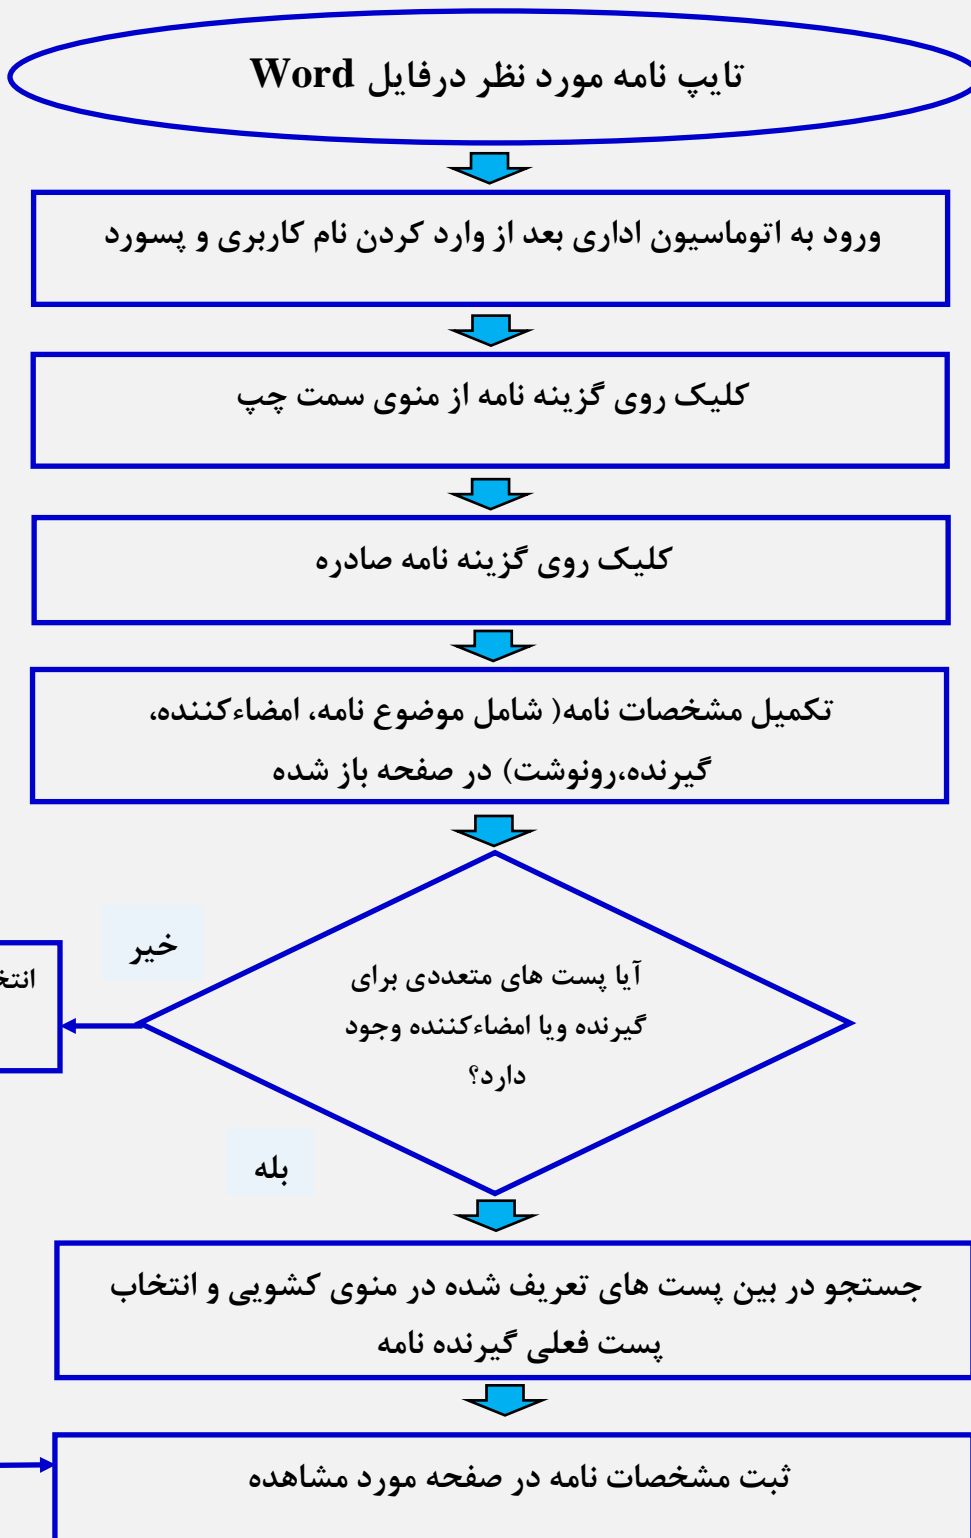 تایپ نامه مورد نظر درفایل Word
ورود به اتوماسیون اداری بعد از وارد کردن نام کاربری و پسورد
کلیک روی گزینه نامه از منوی سمت چپ
کلیک روی گزینه نامه صادره
تکمیل مشخصات نامه( شامل موضوع نامه، امضاءکننده،
گیرنده،رونوشت) در صفحه باز شده
خیر
آیا پست های متعددی برای
گیرنده ویا امضاءکننده وجود
دارد؟
بله
جستجو در بین پست های تعریف شده در منوی کشویی و انتخاب
پست فعلی گیرنده نامه
ثبت مشخصات نامه در صفحه مورد مشاهده